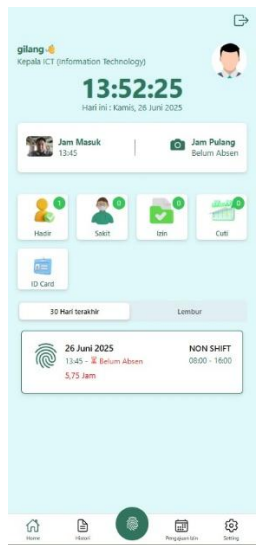 gilang
Kepala ICT (Information Technology)
13:52:25
Hari ini : Kamis, 26 Juni 2025
Jam Masuk
13:45
Jam Pulang
Belum Absen
1
0
0
0
Hadir
Sakit
Izin
Cuti
ID Card
30 Hari terakhir
Lembur
26 Juni 2025
13:45 - Belum Absen
5,75 Jam
NON SHIFT
08:00 - 16:00
Home
Histori
Pengajuan Izin
Setting